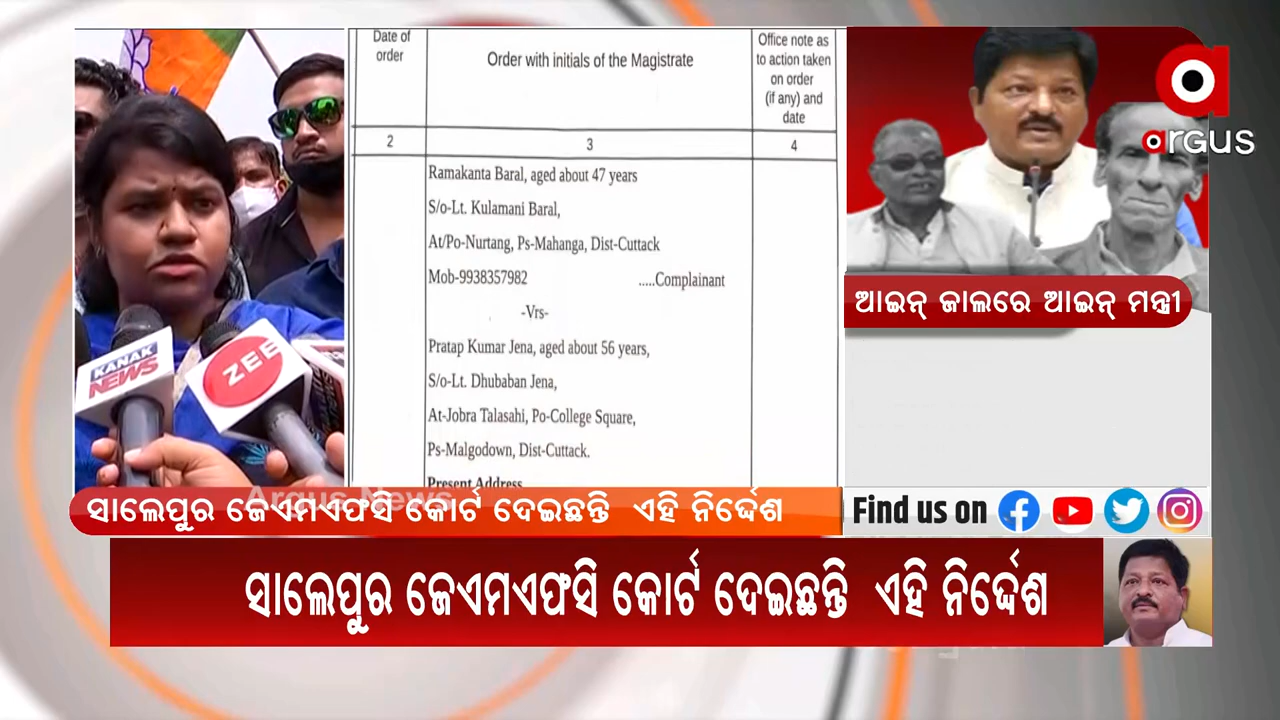 KANAK
NEWS
ZEE
Date of
order
Order with initials of the Magistrate
Office note as
to action taken
on order
(if any) and
date
2
3
4
Ramakanta Baral, aged about 47 years
S/o-Lt. Kulamani Baral,
At/Po-Nurtang, Ps-Mahanga, Dist-Cuttack
Mob-9938357982 .....Complainant
-Vrs-
Pratap Kumar Jena, aged about 56 years,
S/o-Lt. Dhubaban Jena,
At-Jobra Talasahi, Po-College Square,
Ps-Malgodown, Dist-Cuttack.
Present Address
argus
ଆଇନ୍ ଜାଲରେ ଆଇନ୍ ମନ୍ତ୍ରୀ
Argus News
ସାଲେପୁର ଜେଏମଏଫସି କୋର୍ଟ ଦେଇଛନ୍ତି ଏହି ନିର୍ଦ୍ଦେଶ
Find us on
ସାଲେପୁର ଜେଏମଏଫସି କୋର୍ଟ ଦେଇଛନ୍ତି ଏହି ନିର୍ଦ୍ଦେଶ